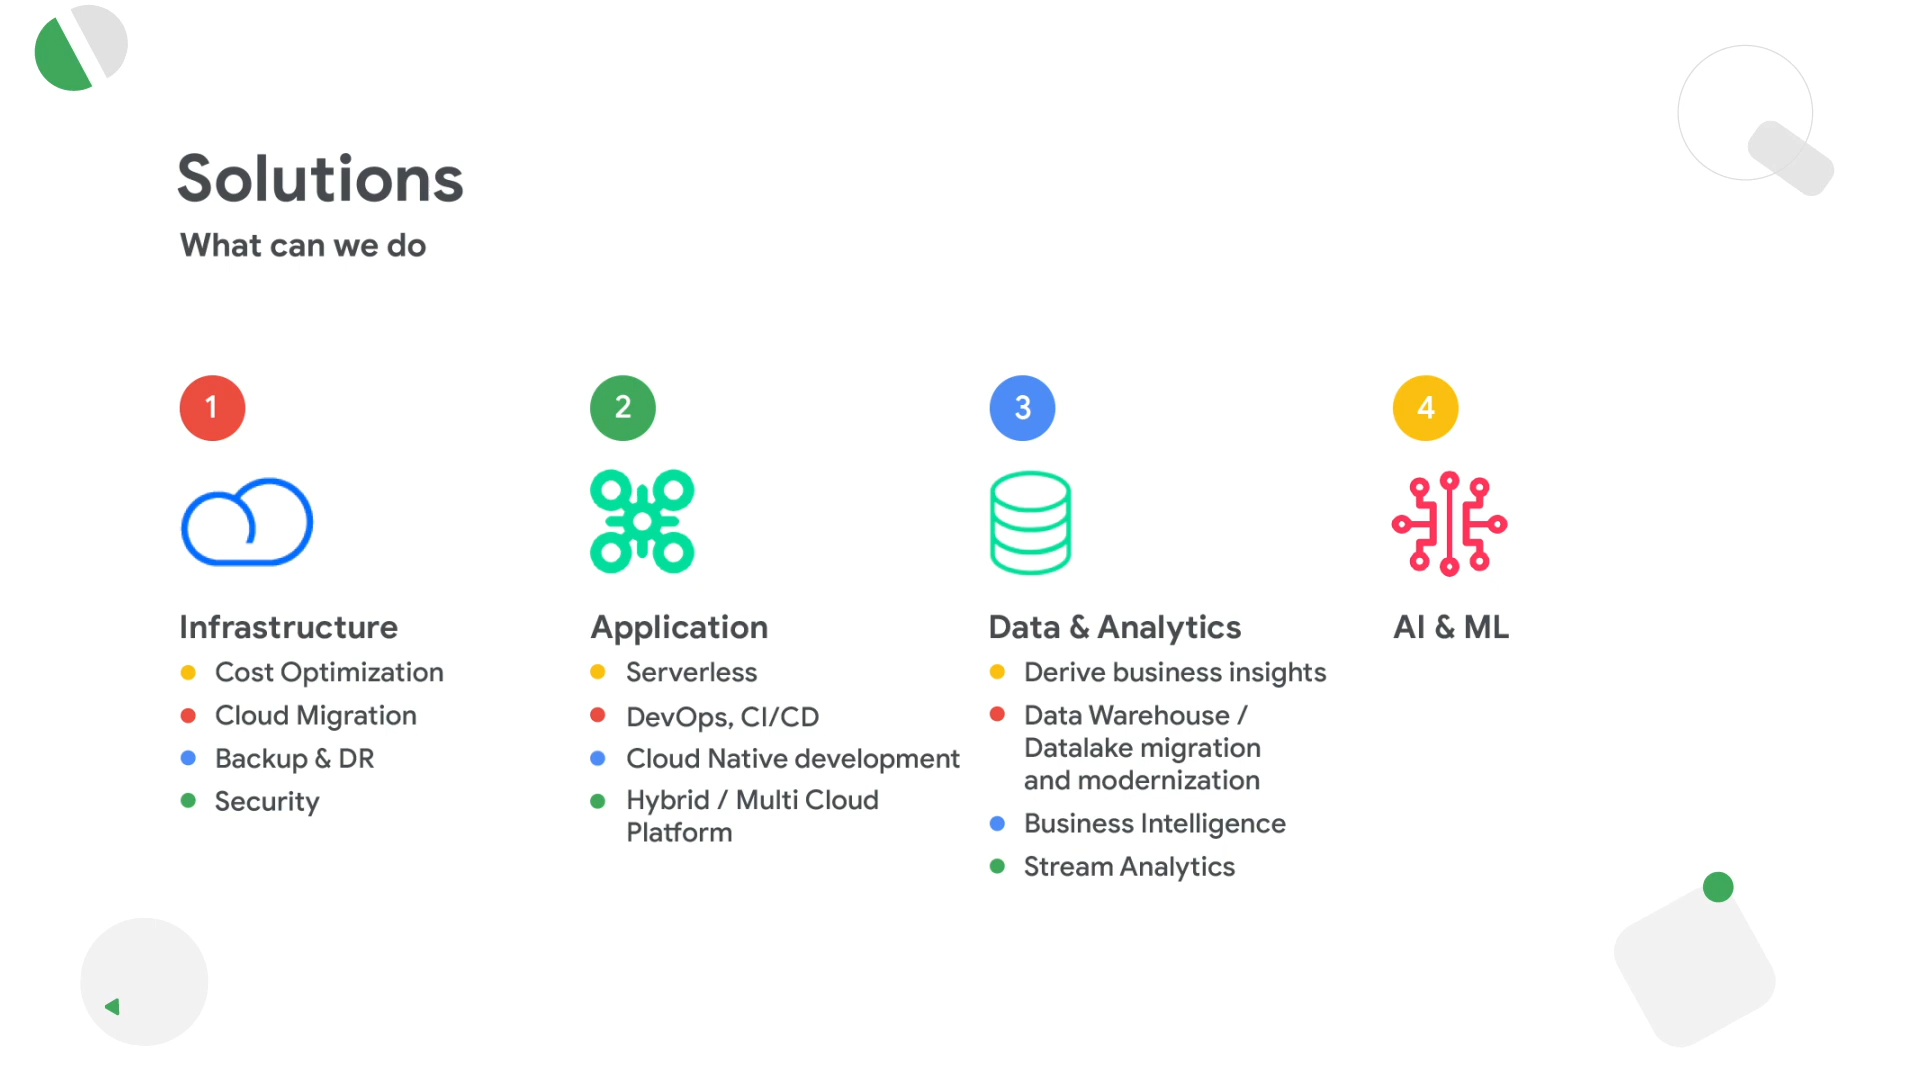 Solutions
What can we do
1
Infrastructure
Cost Optimization
Cloud Migration
Backup & DR
Security
2
Application
Serverless
DevOps, CI/CD
Cloud Native development
Hybrid / Multi Cloud
Platform
3
Data & Analytics
Derive business insights
Data Warehouse /
Datalake migration
and modernization
Business Intelligence
Stream Analytics
4
AI & ML